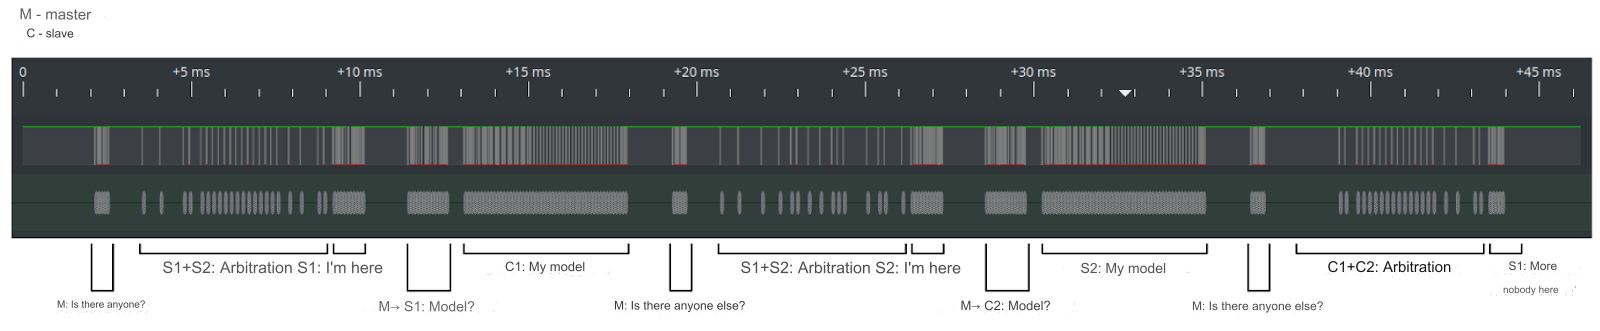 M - master
C - slave
0 +5 ms +10 ms +15 ms +20 ms +25 ms +30 ms +35 ms +40 ms +45 ms
S1+S2: Arbitration S1: I'm here
C1: My model
S1+S2: Arbitration S2: I'm here
S2: My model
C1+C2: Arbitration
S1: More
nobody here
M: Is there anyone?
M→ S1: Model?
M: Is there anyone else?
M→ C2: Model?
M: Is there anyone else?